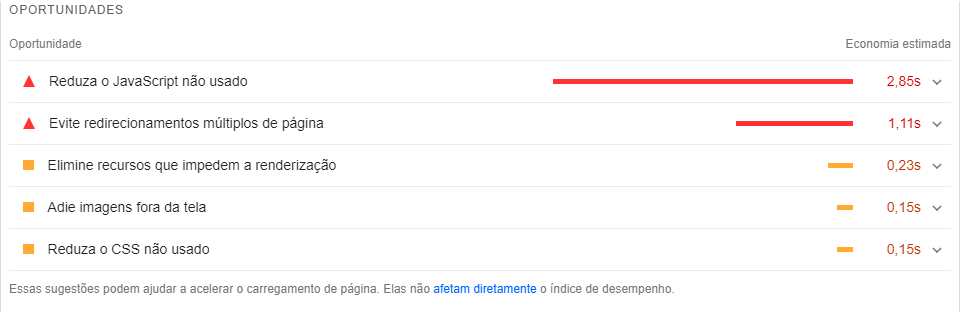 OPORTUNIDADES
Oportunidade Economia estimada
Reduza o JavaScript não usado 2,85s
Evite redirecionamentos múltiplos de página 1,11s
Elimine recursos que impedem a renderização 0,23s
Adie imagens fora da tela 0,15s
Reduza o CSS não usado 0,15s
Essas sugestões podem ajudar a acelerar o carregamento de página. Elas não afetam diretamente o índice de desempenho.